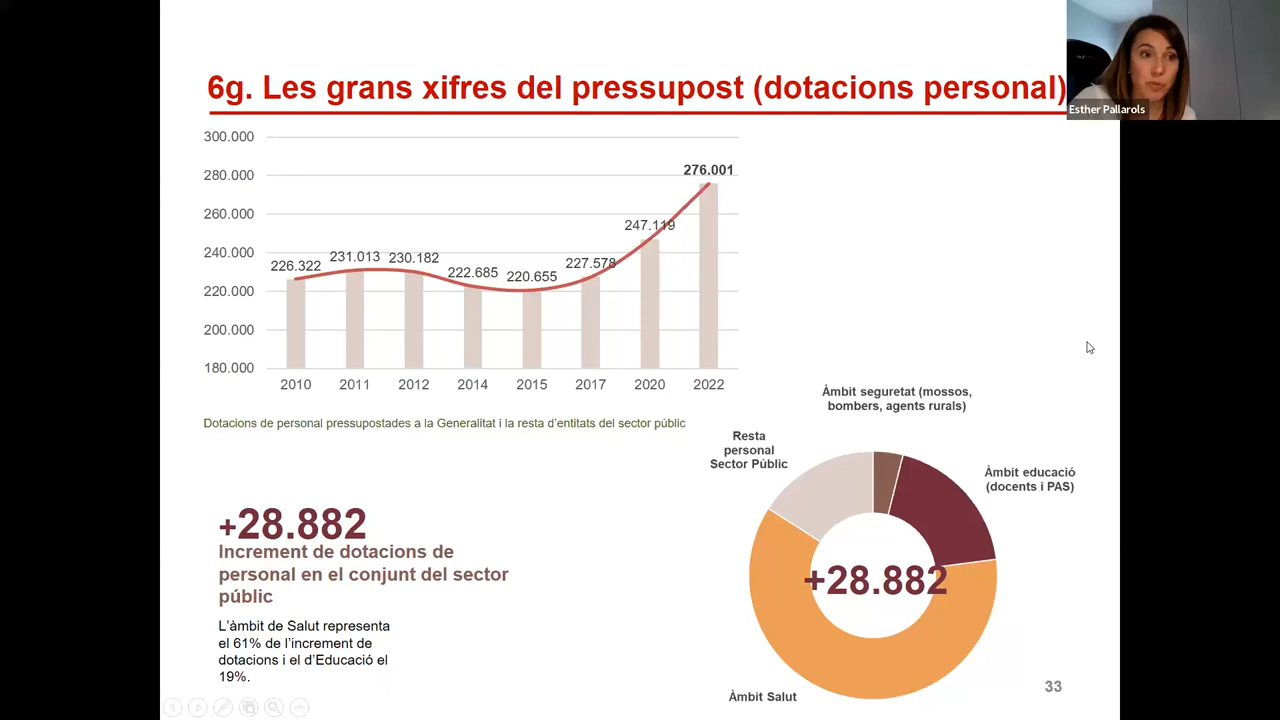 6g. Les grans xifres del pressupost (dotacions personal)
Esther Pallarols
300.000
280.000
260.000
240.000
220.000
200.000
180.000
226.322
231.013
230.182
222.685
220.655
227.578
247.119
276.001
2010
2011
2012
2014
2015
2017
2020
2022
Dotacions de personal pressupostades a la Generalitat i la resta d’entitats del sector públic
+28.882
Increment de dotacions de
personal en el conjunt del sector
públic
L’àmbit de Salut representa
el 61% de l’increment de
dotacions i el d’Educació el
19%.
Àmbit seguretat (mossos,
bombers, agents rurals)
Resta
personal
Sector Públic
Àmbit educació
(docents i PAS)
+28.882
Àmbit Salut
33